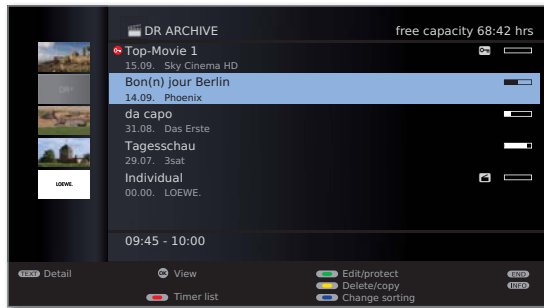 DR ARCHIVE free capacity 68:42 hrs
Top-Movie 1
15.09. Sky Cinema HD
DR+
Bon(n) jour Berlin
14.09. Phoenix
da capo
31.08. Das Erste
Tagesschau
29.07. 3sat
LOEWE.
Individual
00.00. LOEWE.
09:45 - 10:00
TEXT Detail OK View Edit/protect END
Delete/copy INFO
Timer list Change sorting